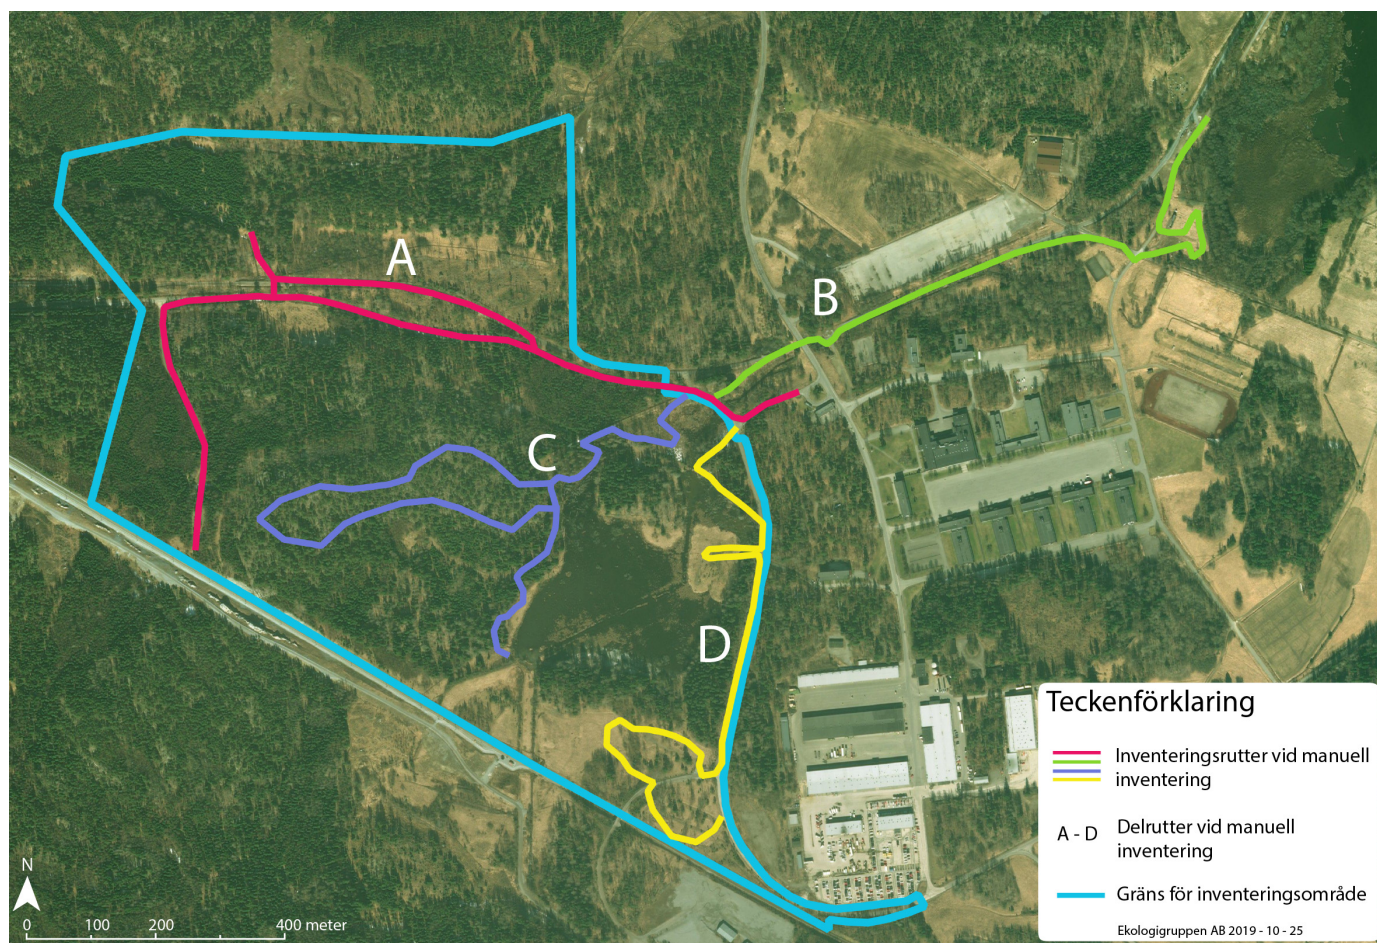 A
B
C
D
Teckenförklaring
Inventeringsrutter vid manuell
inventering
A - D
Delrutter vid manuell
inventering
Gräns för inventeringsområde
Ekologigruppen AB 2019 - 10 - 25
N
0 100 200 400 meter